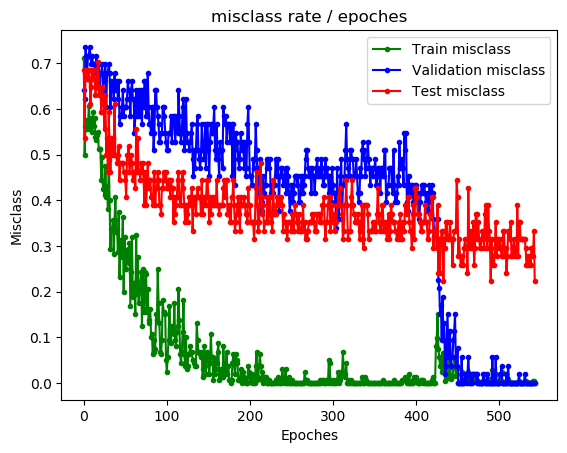 misclass rate / epoches
Train misclass
Validation misclass
Test misclass
Misclass
0.7
0.6
0.5
0.4
0.3
0.2
0.1
0.0
0 100 200 300 400 500
Epoches